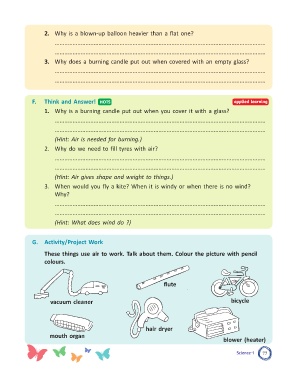 2. Why is a blown-up balloon heavier than a flat one?
3. Why does a burning candle put out when covered with an empty glass?
F. Think and Answer! HOTS applied learning
1. Why is a burning candle put out when you cover it with a glass?
(Hint: Air is needed for burning.)
2. Why do we need to fill tyres with air?
(Hint: Air gives shape and weight to things.)
3. When would you fly a kite? When it is windy or when there is no wind?
Why?
(Hint: What does wind do ?)
G. Activity/Project Work
These things use air to work. Talk about them. Colour the picture with pencil
colours.
vacuum cleaner
flute
bicycle
mouth organ
hair dryer
blower (heater)
Science-1